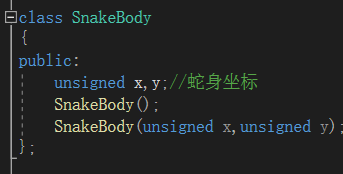 class SnakeBody
{
public:
unsigned x,y;//蛇身坐标
SnakeBody();
SnakeBody(unsigned x,unsigned y);
};